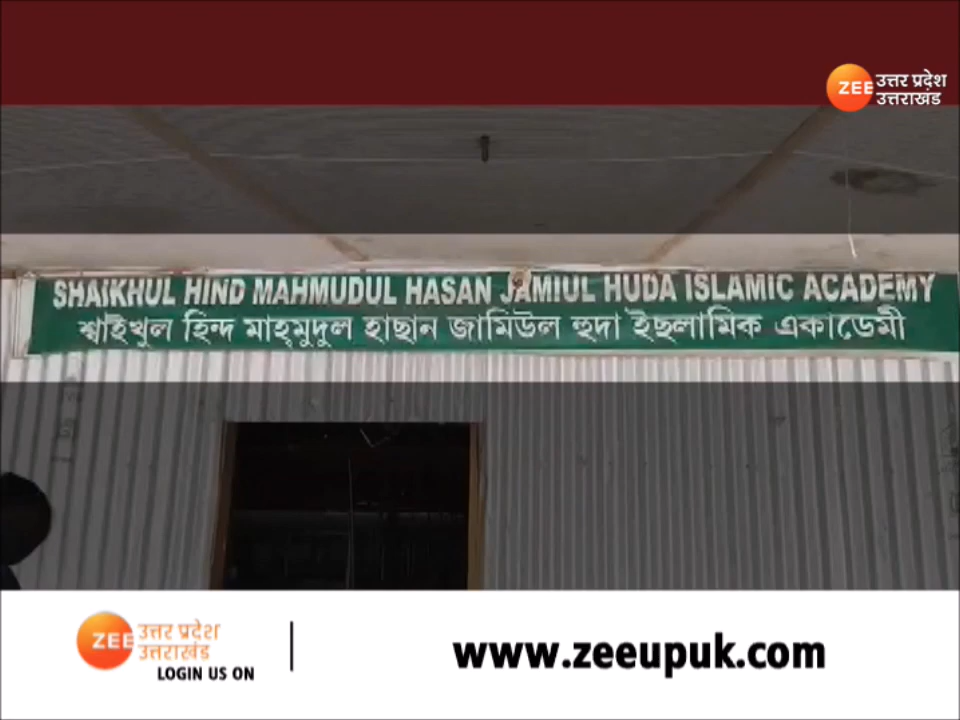 ZEE उत्तर प्रदेश
उत्तराखंड
SHAIKHUL HIND MAHMUDUL HASAN JAMIUL HUDA ISLAMIC ACADEMY
শ্বাইখুল হিন্দ মাহ্মুদুল হাছান জামিউল হুদা ইছলামিক একাডেমী
ZEE उत्तर प्रदेश
उत्तराखंड
LOGIN US ON
www.zeeupuk.com